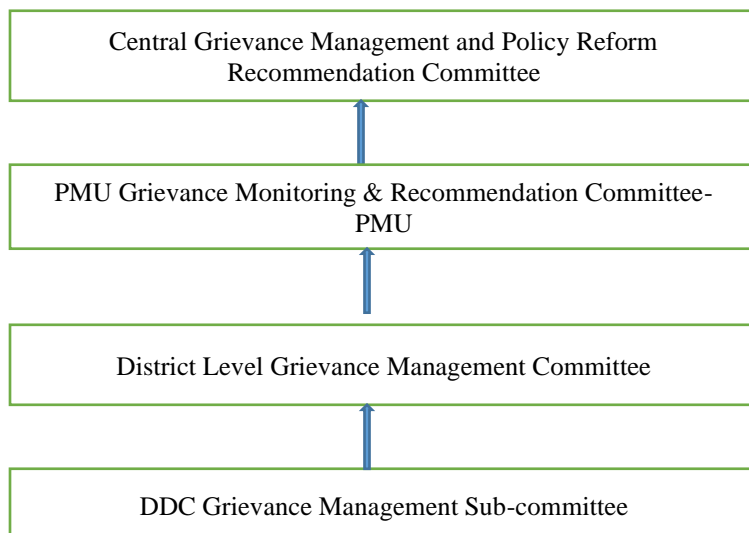 Central Grievance Management and Policy Reform
Recommendation Committee
PMU Grievance Monitoring & Recommendation Committee-
PMU
District Level Grievance Management Committee
DDC Grievance Management Sub-committee